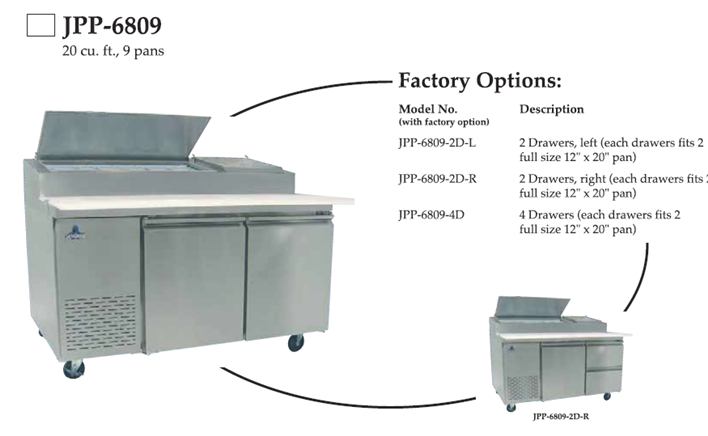 JPP-6809
20 cu. ft., 9 pans
Factory Options:
Model No. Description
(with factory option)
JPP-6809-2D-L 2 Drawers, left (each drawers fits 2
full size 12" x 20" pan)
JPP-6809-2D-R 2 Drawers, right (each drawers fits 2
full size 12" x 20" pan)
JPP-6809-4D 4 Drawers (each drawers fits 2
full size 12" x 20" pan)
JPP-6809-2D-R